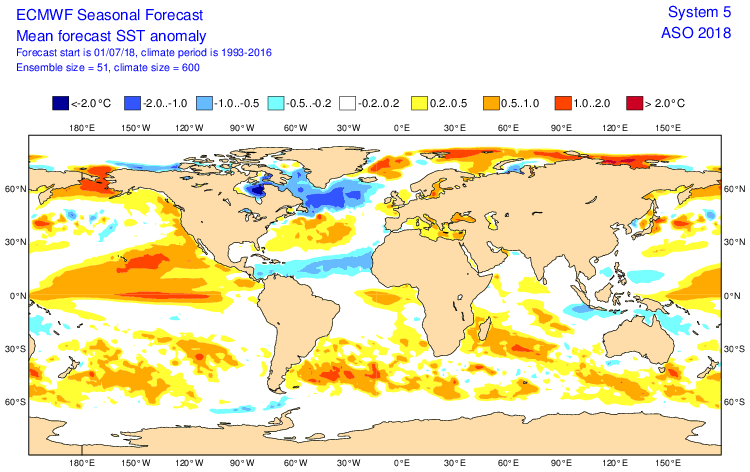 ECMWF Seasonal Forecast
System 5
Mean forecast SST anomaly
ASO 2018
Forecast start is 01/07/18, climate period is 1993-2016
Ensemble size = 51, climate size = 600
<-2.0°C -2.0..-1.0 -1.0..-0.5 -0.5..-0.2 -0.2..0.2 0.2..0.5 0.5..1.0 1.0..2.0 > 2.0°C
180°E 150°W 120°W 90°W 60°W 30°W 0°E 30°E 60°E 90°E 120°E 150°E
60°N 60°N
30°N 30°N
0°N 0°N
30°S 30°S
60°S 60°S
180°E 150°W 120°W 90°W 60°W 30°W 0°E 30°E 60°E 90°E 120°E 150°E